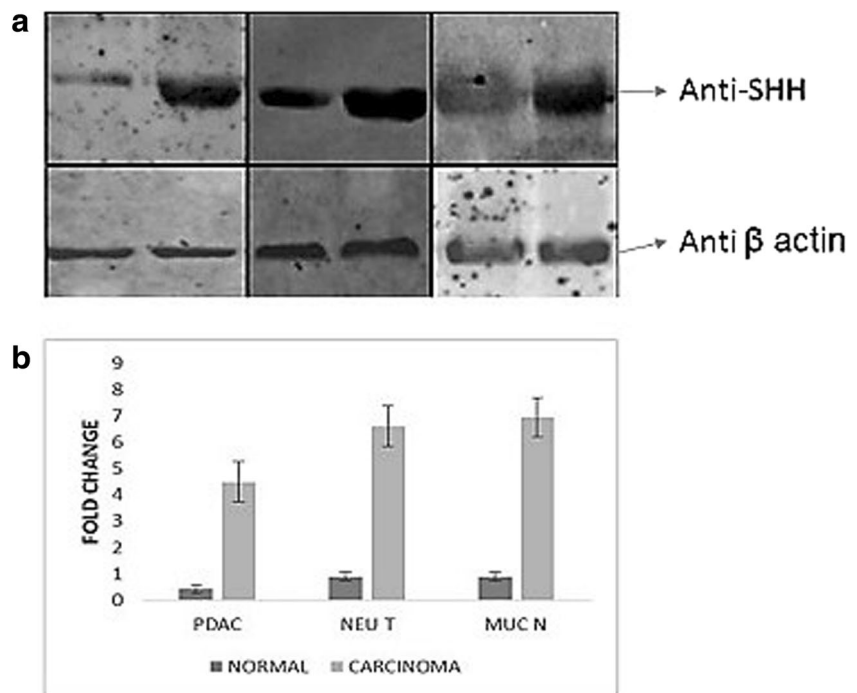 a
Anti-SHH
Anti β actin
b
FOLD CHANGE
9
8
7
6
5
4
3
2
1
0
PDAC NEU T MUC N
NORMAL CARCINOMA